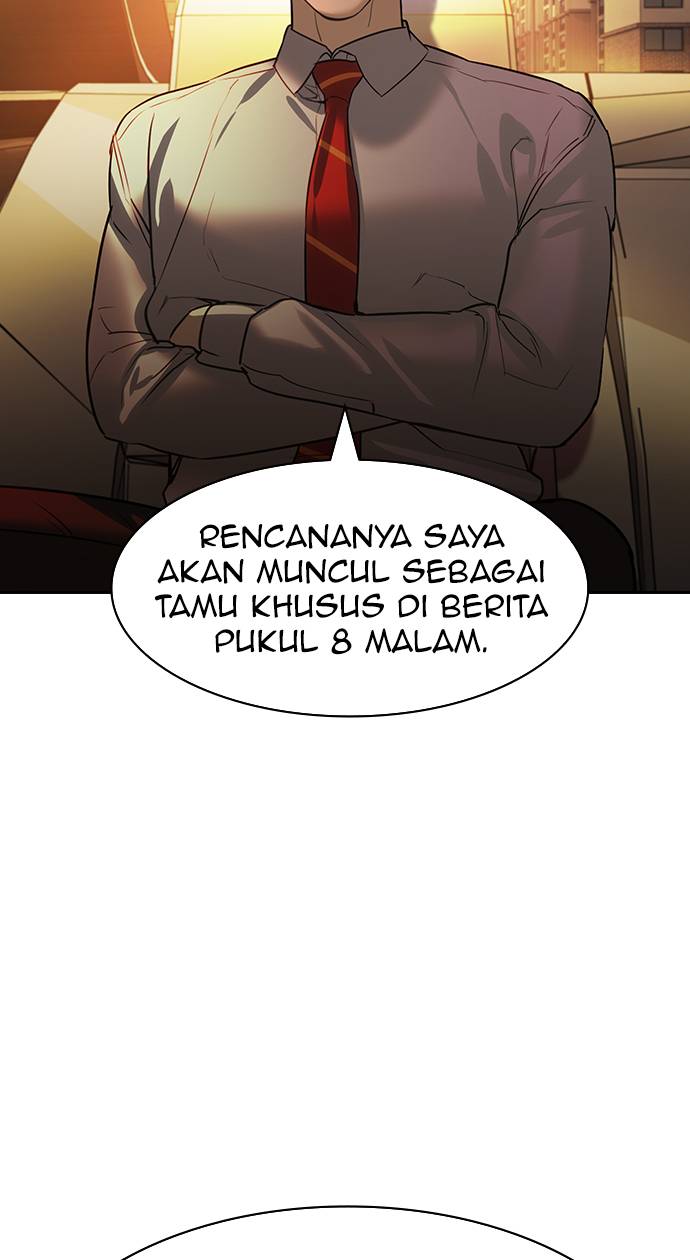 RENCANANYA SAYA
AKAN MUNCUL SEBAGAI
TAMU KHUSUS DI BERITA
PUKUL 8 MALAM.